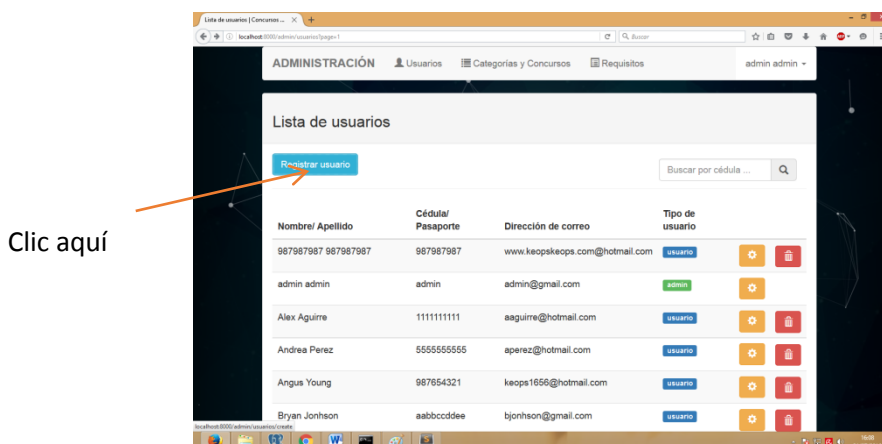 Lista de usuarios | Concursos ...
localhost:8000/admin/usuarios?page=1
Buscar
ADMINISTRACIÓN Usuarios Categorías y Concursos Requisitos admin admin
Lista de usuarios
Registrar usuario
Buscar por cédula ...
Clic aquí
Nombre/ Apellido Cédula/ Pasaporte Dirección de correo Tipo de usuario
987987987 987987987 987987987 www.keopskeops.com@hotmail.com usuario
admin admin admin admin@gmail.com admin
Alex Aguirre 1111111111 aaguirre@hotmail.com usuario
Andrea Perez 5555555555 aperez@hotmail.com usuario
Angus Young 987654321 keops1656@hotmail.com usuario
Bryan Jonhson aabbccddee bjonhson@gmail.com usuario
localhost:8000/admin/usuarios/create